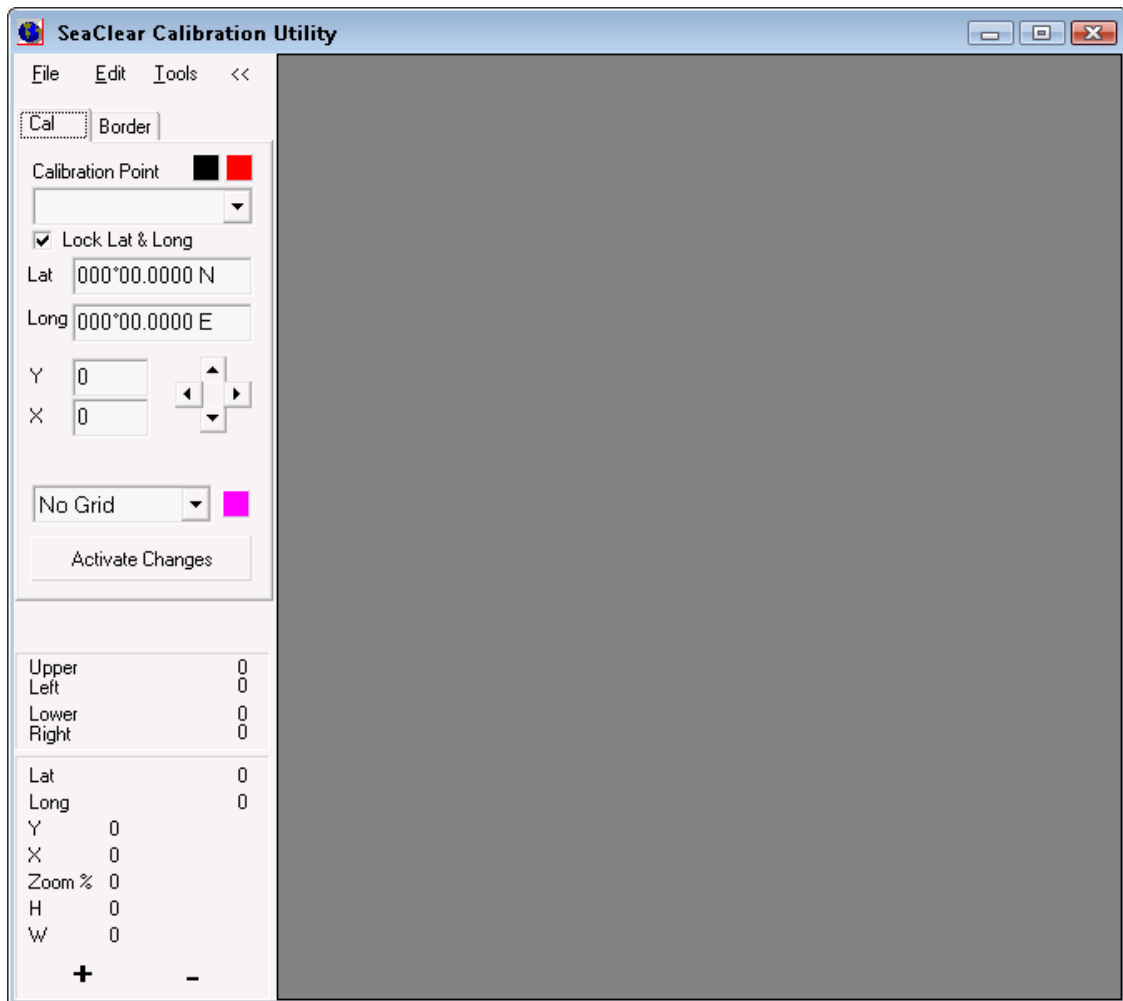 SeaClear Calibration Utility
File Edit Tools <<
Cal Border
Calibration Point
Lock Lat & Long
Lat 000°00.0000 N
Long 000°00.0000 E
Y 0
X 0
No Grid
Activate Changes
Upper 0
Left 0
Lower 0
Right 0
Lat 0
Long 0
Y 0
X 0
Zoom % 0
H 0
W 0
+ -